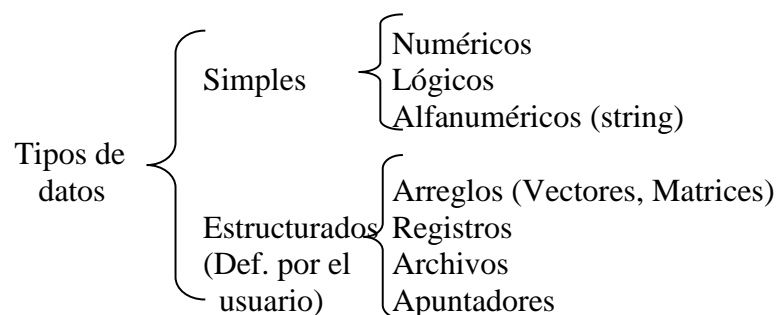 Tipos de
datos
Simples
Numéricos
Lógicos
Alfanuméricos (string)
Estructurados
(Def. por el
usuario)
Arreglos (Vectores, Matrices)
Registros
Archivos
Apuntadores